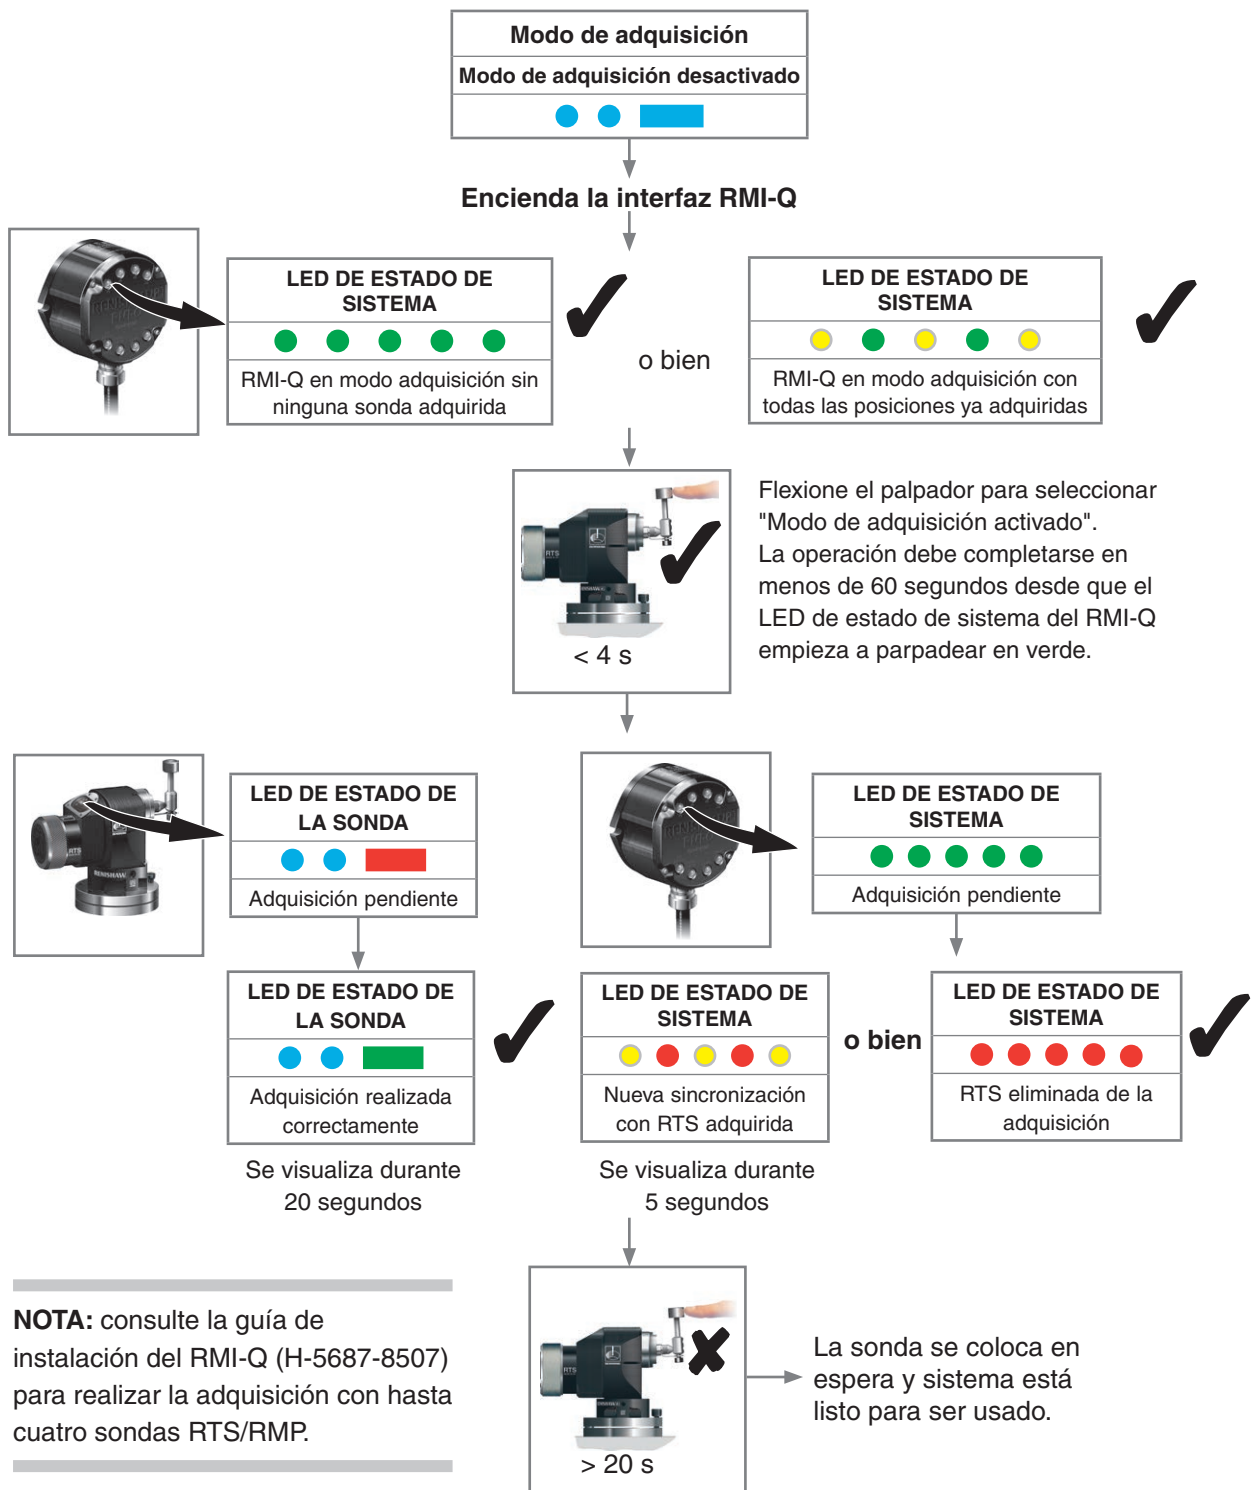 Modo de adquisición
Modo de adquisición desactivado
Encienda la interfaz RMI-Q
LED DE ESTADO DE
SISTEMA
RMI-Q en modo adquisición sin
ninguna sonda adquirida
o bien
LED DE ESTADO DE
SISTEMA
RMI-Q en modo adquisición con
todas las posiciones ya adquiridas
RTS
RENISHAW
< 4 s
Flexione el palpador para seleccionar
"Modo de adquisición activado".
La operación debe completarse en
menos de 60 segundos desde que el
LED de estado de sistema del RMI-Q
empieza a parpadear en verde.
RTS
RENISHAW
LED DE ESTADO DE
LA SONDA
Adquisición pendiente
LED DE ESTADO DE
SISTEMA
Adquisición pendiente
LED DE ESTADO DE
LA SONDA
Adquisición realizada
correctamente
Se visualiza durante
20 segundos
LED DE ESTADO DE
SISTEMA
Nueva sincronización
con RTS adquirida
Se visualiza durante
5 segundos
o bien
LED DE ESTADO DE
SISTEMA
RTS eliminada de la
adquisición
NOTA: consulte la guía de
instalación del RMI-Q (H-5687-8507)
para realizar la adquisición con hasta
cuatro sondas RTS/RMP.
RTS
RENISHAW
> 20 s
La sonda se coloca en
espera y sistema está
listo para ser usado.